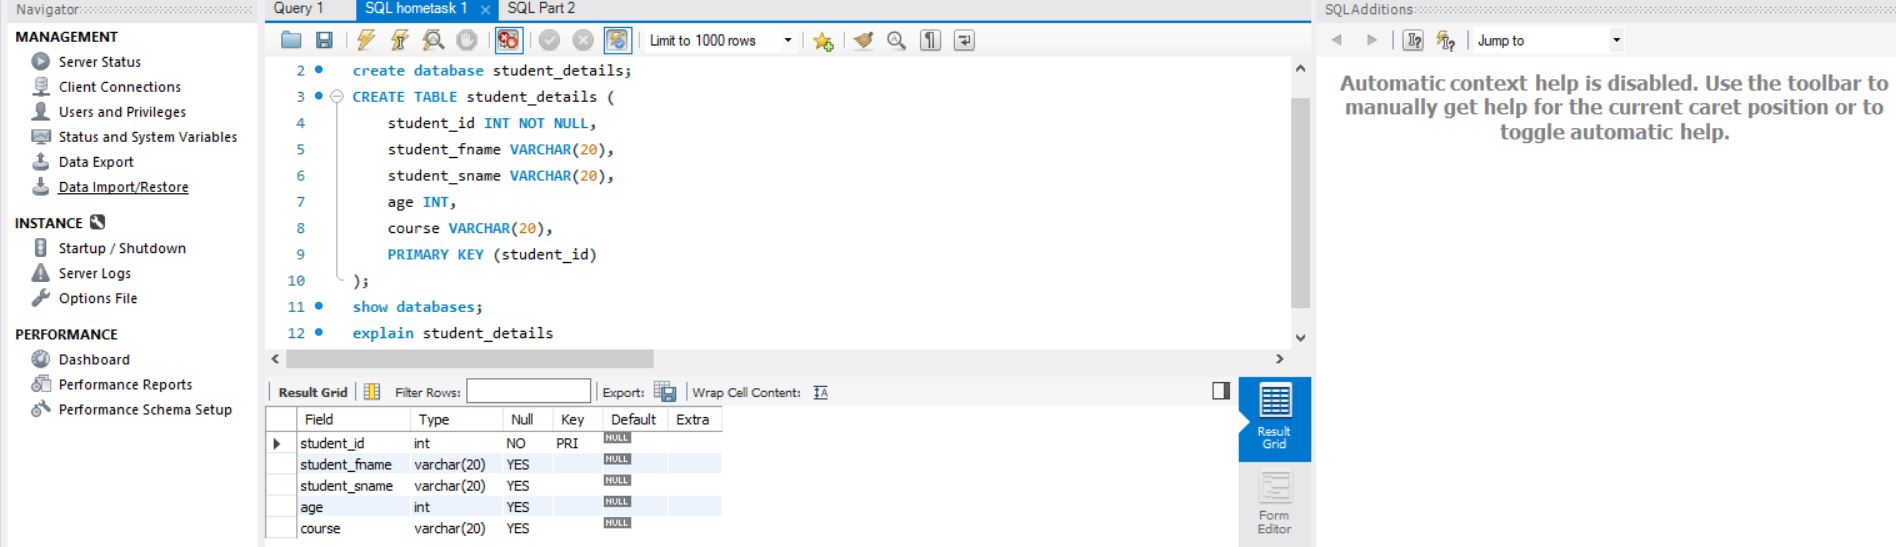 Navigator
MANAGEMENT
Server Status
Client Connections
Users and Privileges
Status and System Variables
Data Export
Data Import/Restore
INSTANCE
Startup / Shutdown
Server Logs
Options File
PERFORMANCE
Dashboard
Performance Reports
Performance Schema Setup
Query 1 SQL hometask 1 × SQL Part 2
Limit to 1000 rows
2 create database student_details;
3 CREATE TABLE student_details (
4 student_id INT NOT NULL,
5 student_fname VARCHAR(20),
6 student_sname VARCHAR(20),
7 age INT,
8 course VARCHAR(20),
9 PRIMARY KEY (student_id)
10 );
11 show databases;
12 explain student_details
Result Grid Filter Rows: Export: Wrap Cell Content: IA
Field Type Null Key Default Extra
student_id int NO PRI NULL
student_fname varchar(20) YES NULL
student_sname varchar(20) YES NULL
age int YES NULL
course varchar(20) YES NULL
Result
Grid
Form
Editor
SQLAdditions
Jump to
Automatic context help is disabled. Use the toolbar to
manually get help for the current caret position or to
toggle automatic help.